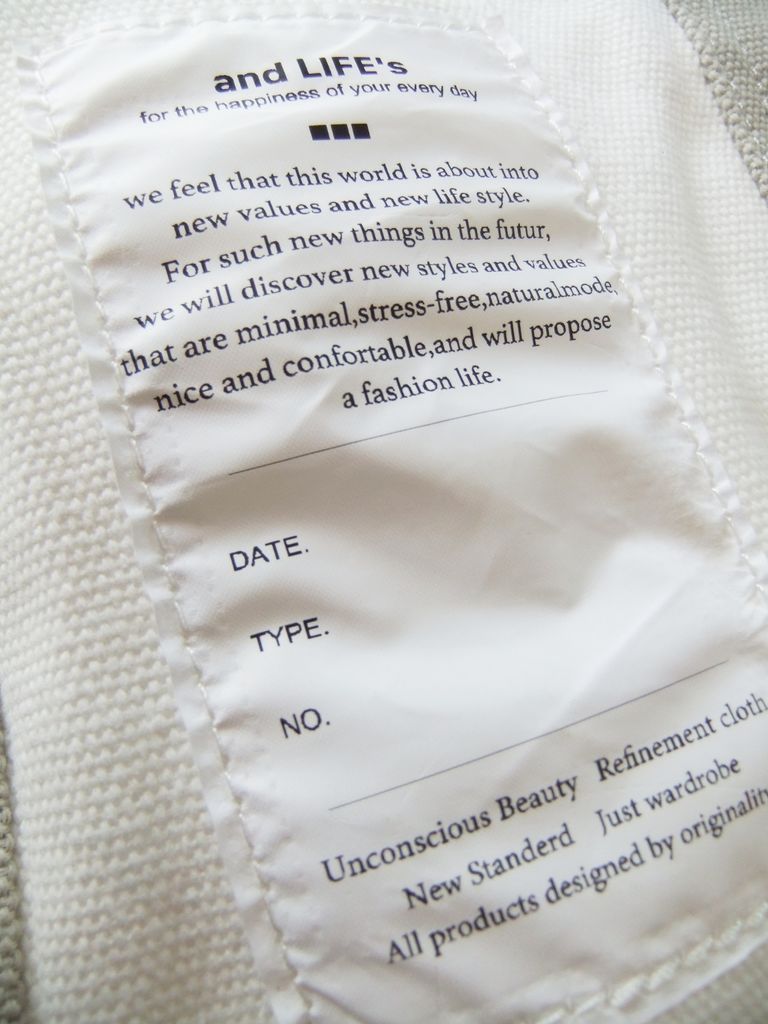 and LIFE's
for the happiness of your every day
we feel that this world is about into
new values and new life style.
For such new things in the futur,
we will discover new styles and values
that are minimal,stress-free,naturalmode,
nice and confortable,and will propose
a fashion life.
DATE.
TYPE.
NO.
Unconscious Beauty Refinement cloth
New Standerd Just wardrobe
All products designed by originality